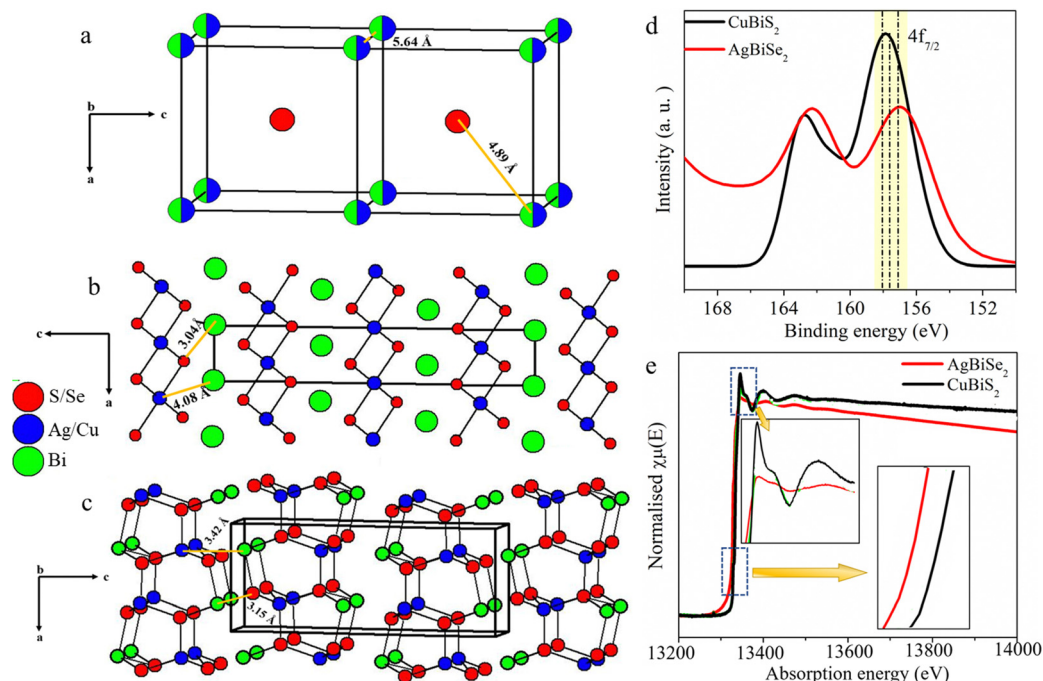 a
5.64 Å
4.89 Å
b
c
a
b
3.04Å
4.08 Å
c
a
S/Se
Ag/Cu
Bi
c
3.42 Å
3.15 Å
b
c
a
d
CuBiS₂
AgBiSe₂
4f₇/₂
Intensity (a. u. )
168 164 160 156 152
Binding energy (eV)
e
AgBiSe₂
CuBiS₂
Normalised χμ(E)
13200 13400 13600 13800 14000
Absorption energy (eV)